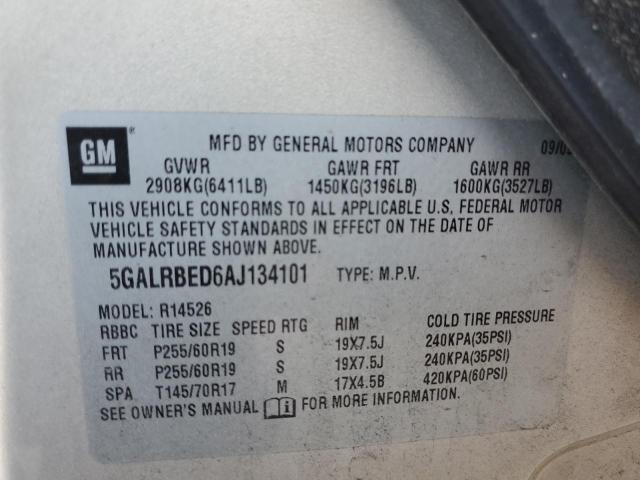 GM ®
MFD BY GENERAL MOTORS COMPANY
GVWR GAWR FRT GAWR RR
2908KG(6411LB) 1450KG(3196LB) 1600KG(3527LB)
THIS VEHICLE CONFORMS TO ALL APPLICABLE U.S. FEDERAL MOTOR
VEHICLE SAFETY STANDARDS IN EFFECT ON THE DATE OF
MANUFACTURE SHOWN ABOVE.
5GALRBED6AJ134101 TYPE: M.P.V.
MODEL: R14526
RBBC TIRE SIZE SPEED RTG RIM COLD TIRE PRESSURE
FRT P255/60R19 S 19X7.5J 240KPA(35PSI)
RR P255/60R19 S 19X7.5J 240KPA(35PSI)
SPA T145/70R17 M 17X4.5B 420KPA(60PSI)
SEE OWNER'S MANUAL i FOR MORE INFORMATION.